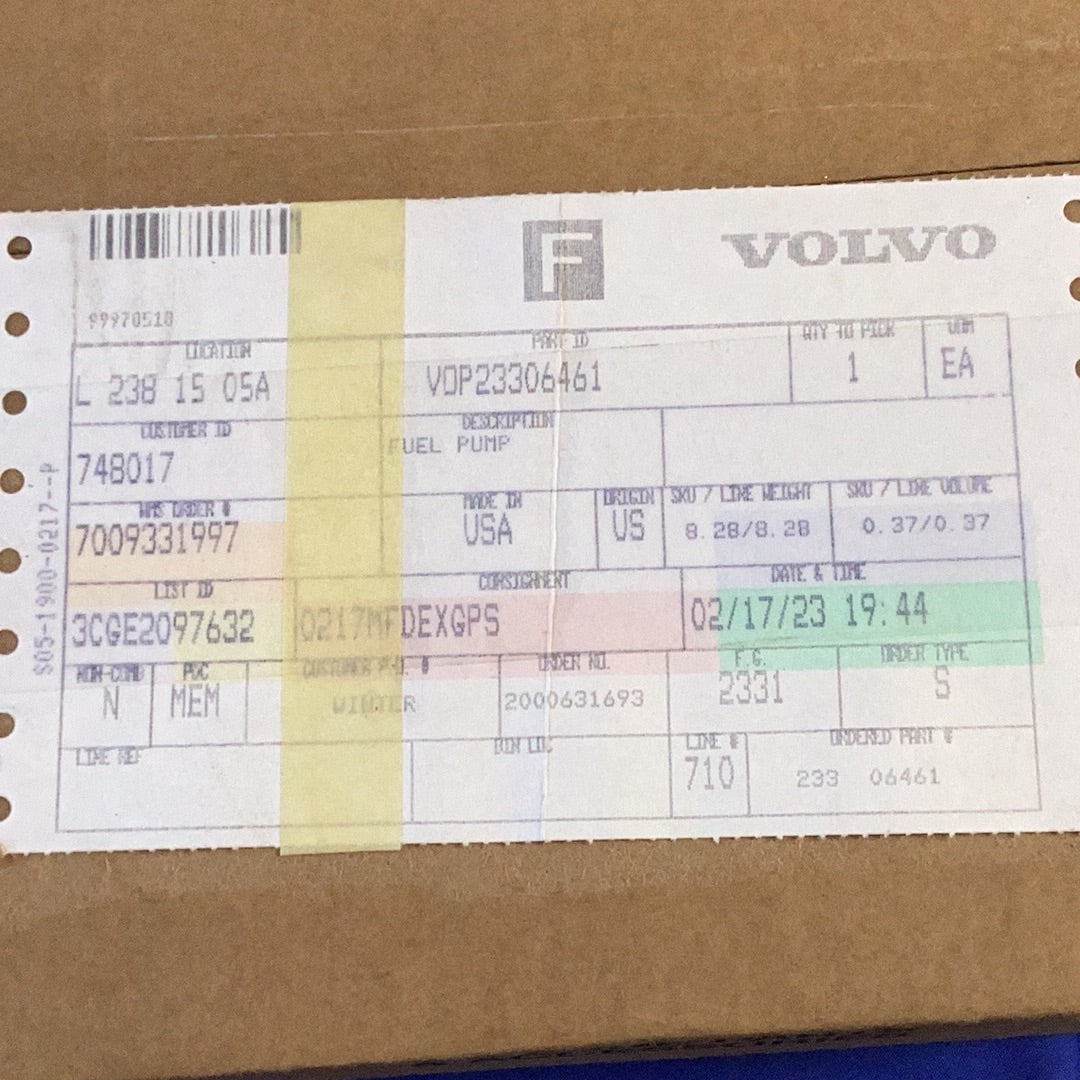 F
VOLVO
99970518
LOCATION
PART ID
QTY TO PICK
UOM
L 238 15 05A
VOP23306461
1
EA
CUSTOMER ID
DESCRIPTION
748017
FUEL PUMP
WMS ORDER #
MADE IN
ORIGIN
SKU / LINE WEIGHT
SKU / LINE VOLUME
7009331997
USA
US
8.28/8.28
0.37/0.37
LIST ID
CONSIGNMENT
DATE & TIME
3CGE2097632
0217MFDEXGPS
02/17/23 19:44
NON-COMB
POC
CUSTOMER P.O. #
ORDER NO.
F.G.
ORDER TYPE
N
MEM
WINTER
2000631693
2331
S
LINE REF
BIN LOC
LINE #
ORDERED PART #
710
233 06461
S05-1900-0217--P